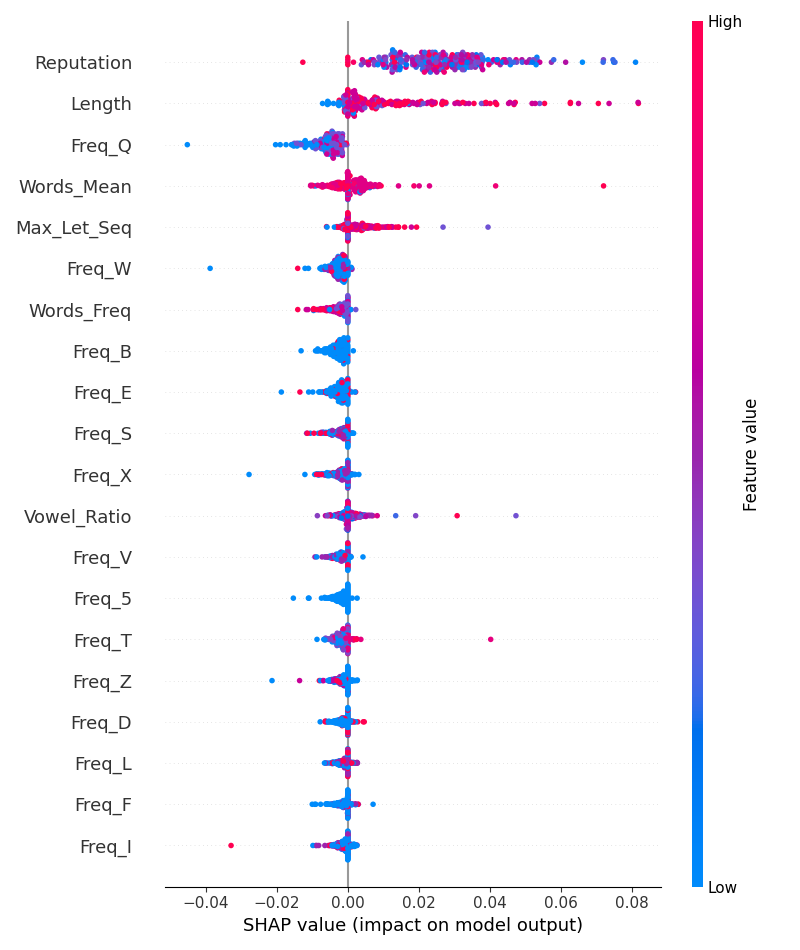 High
Reputation
Length
Freq_Q
Words_Mean
Max_Let_Seq
Freq_W
Words_Freq
Freq_B
Freq_E
Freq_S
Freq_X
Vowel_Ratio
Freq_V
Freq_5
Freq_T
Freq_Z
Freq_D
Freq_L
Freq_F
Freq_I
Feature value
Low
−0.04 −0.02 0.00 0.02 0.04 0.06 0.08
SHAP value (impact on model output)